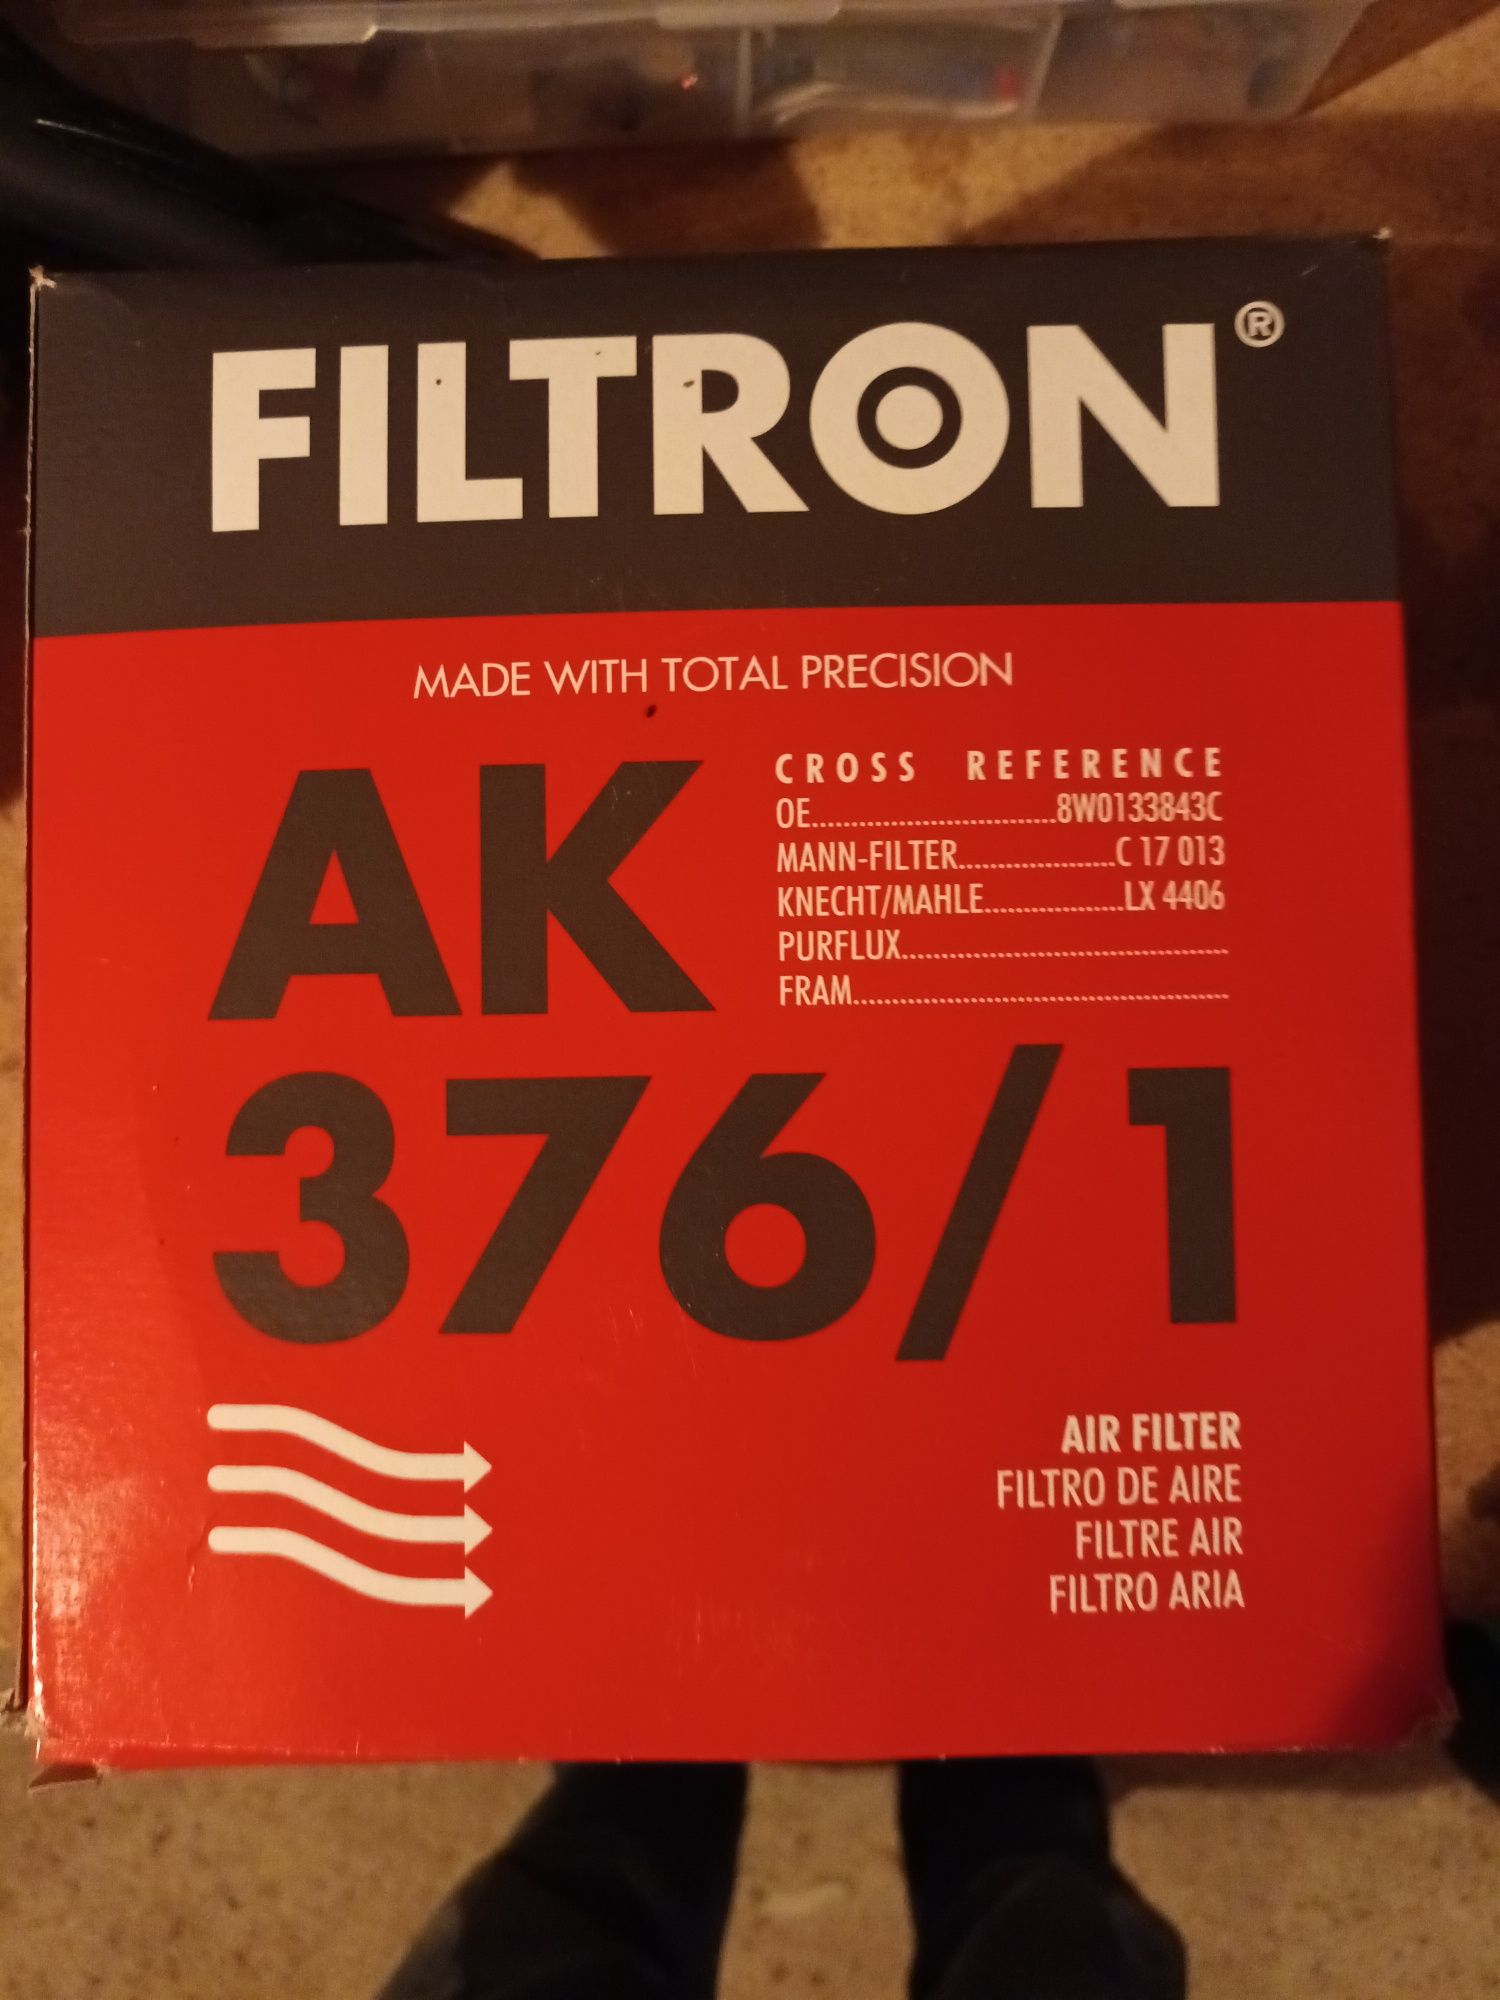 FILTRON®
MADE WITH TOTAL PRECISION
AK
376/1
CROSS REFERENCE
OE...............................8W0133843C
MANN-FILTER....................C 17 013
KNECHT/MAHLE..................LX 4406
PURFLUX..........................................
FRAM................................................
AIR FILTER
FILTRO DE AIRE
FILTRE AIR
FILTRO ARIA